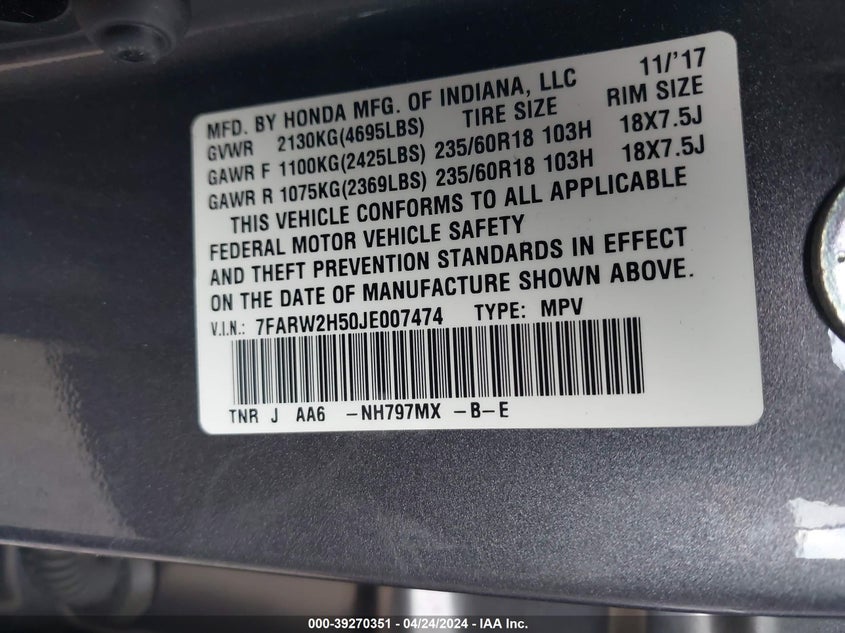 MFD. BY HONDA MFG. OF INDIANA, LLC 11/'17
GVWR 2130KG(4695LBS) TIRE SIZE RIM SIZE
GAWR F 1100KG(2425LBS) 235/60R18 103H 18X7.5J
GAWR R 1075KG(2369LBS) 235/60R18 103H 18X7.5J
THIS VEHICLE CONFORMS TO ALL APPLICABLE
FEDERAL MOTOR VEHICLE SAFETY
AND THEFT PREVENTION STANDARDS IN EFFECT
ON THE DATE OF MANUFACTURE SHOWN ABOVE.
V.I.N.: 7FARW2H50JE007474 TYPE: MPV
TNR J AA6 -NH797MX -B-E
000-39270351 | 04/24/2024 | IAA Inc.